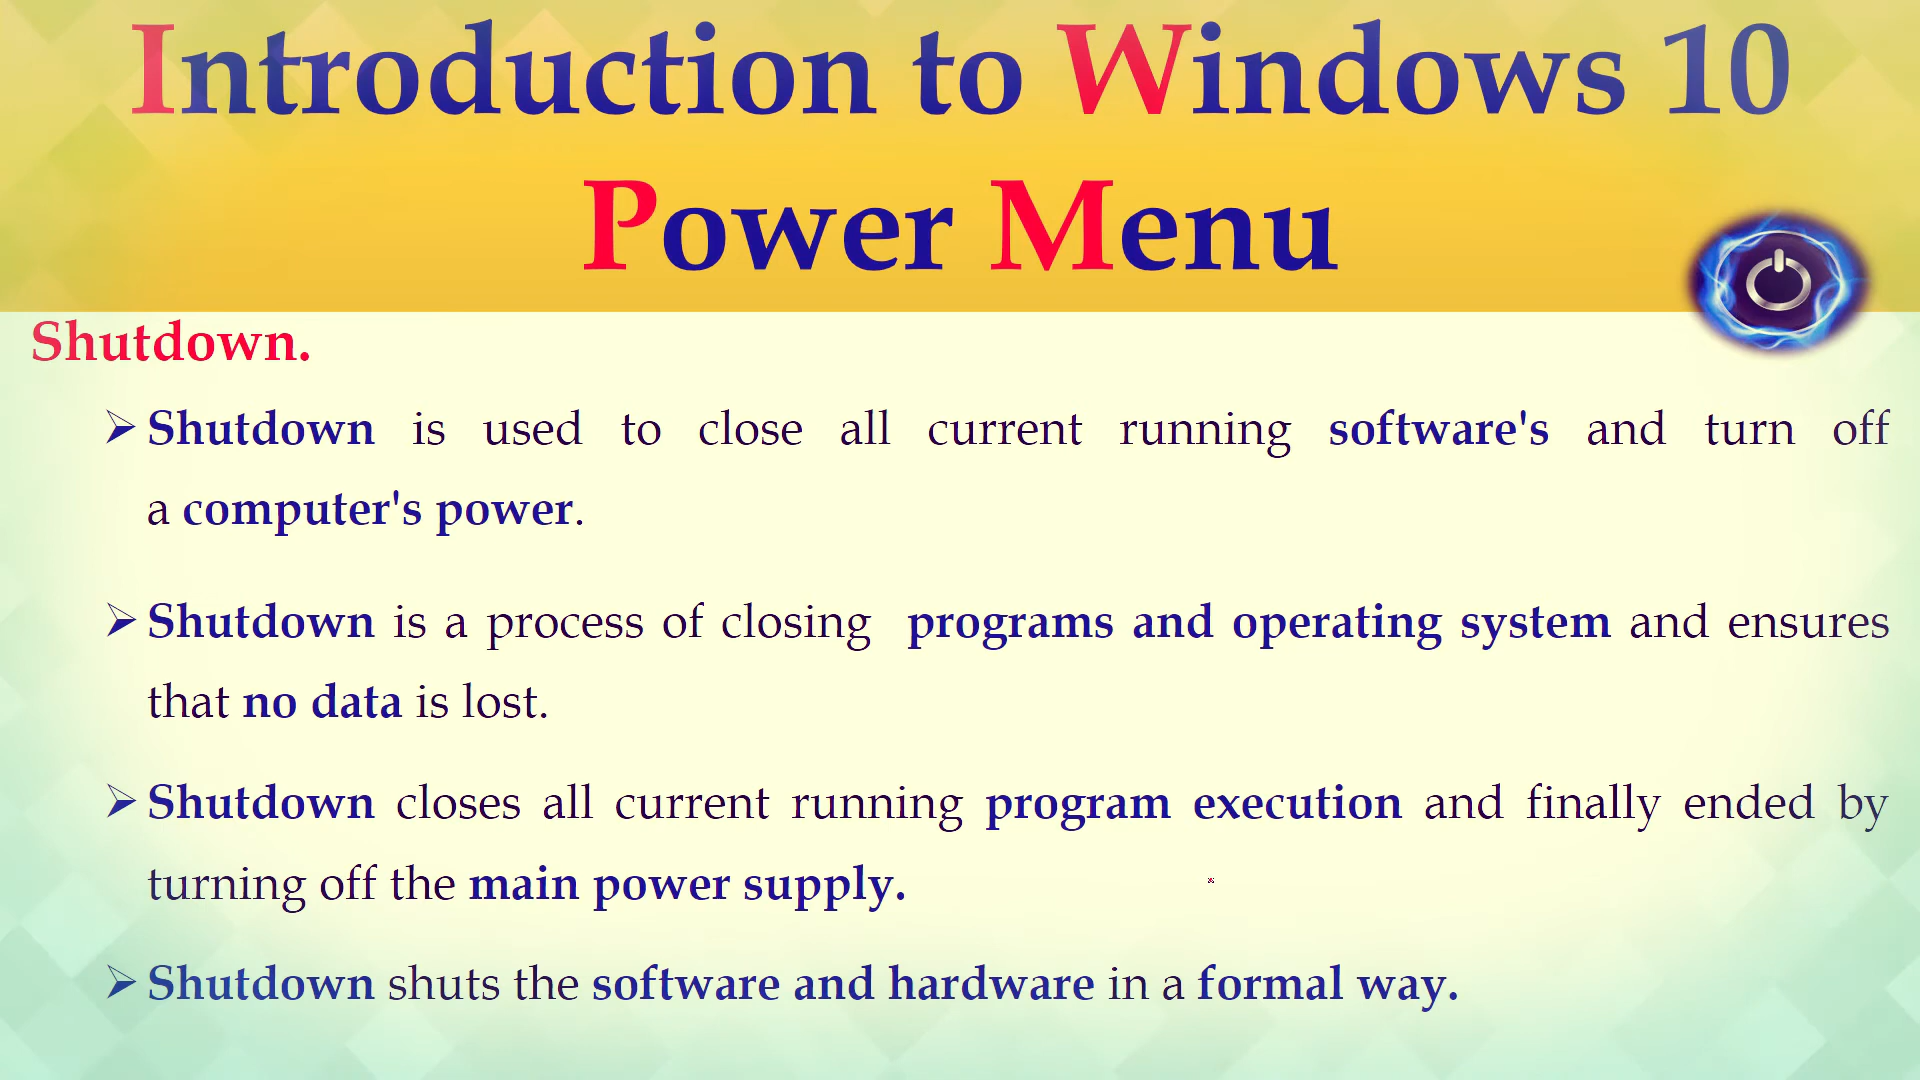 Introduction to Windows 10
Power Menu
Shutdown.
➢ Shutdown is used to close all current running software's and turn off
a computer's power.
➢ Shutdown is a process of closing programs and operating system and ensures
that no data is lost.
➢ Shutdown closes all current running program execution and finally ended by
turning off the main power supply.
➢ Shutdown shuts the software and hardware in a formal way.